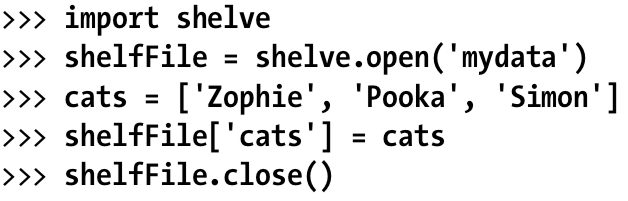 >>> import shelve
>>> shelfFile = shelve.open('mydata')
>>> cats = ['Zophie', 'Pooka', 'Simon']
>>> shelfFile['cats'] = cats
>>> shelfFile.close()